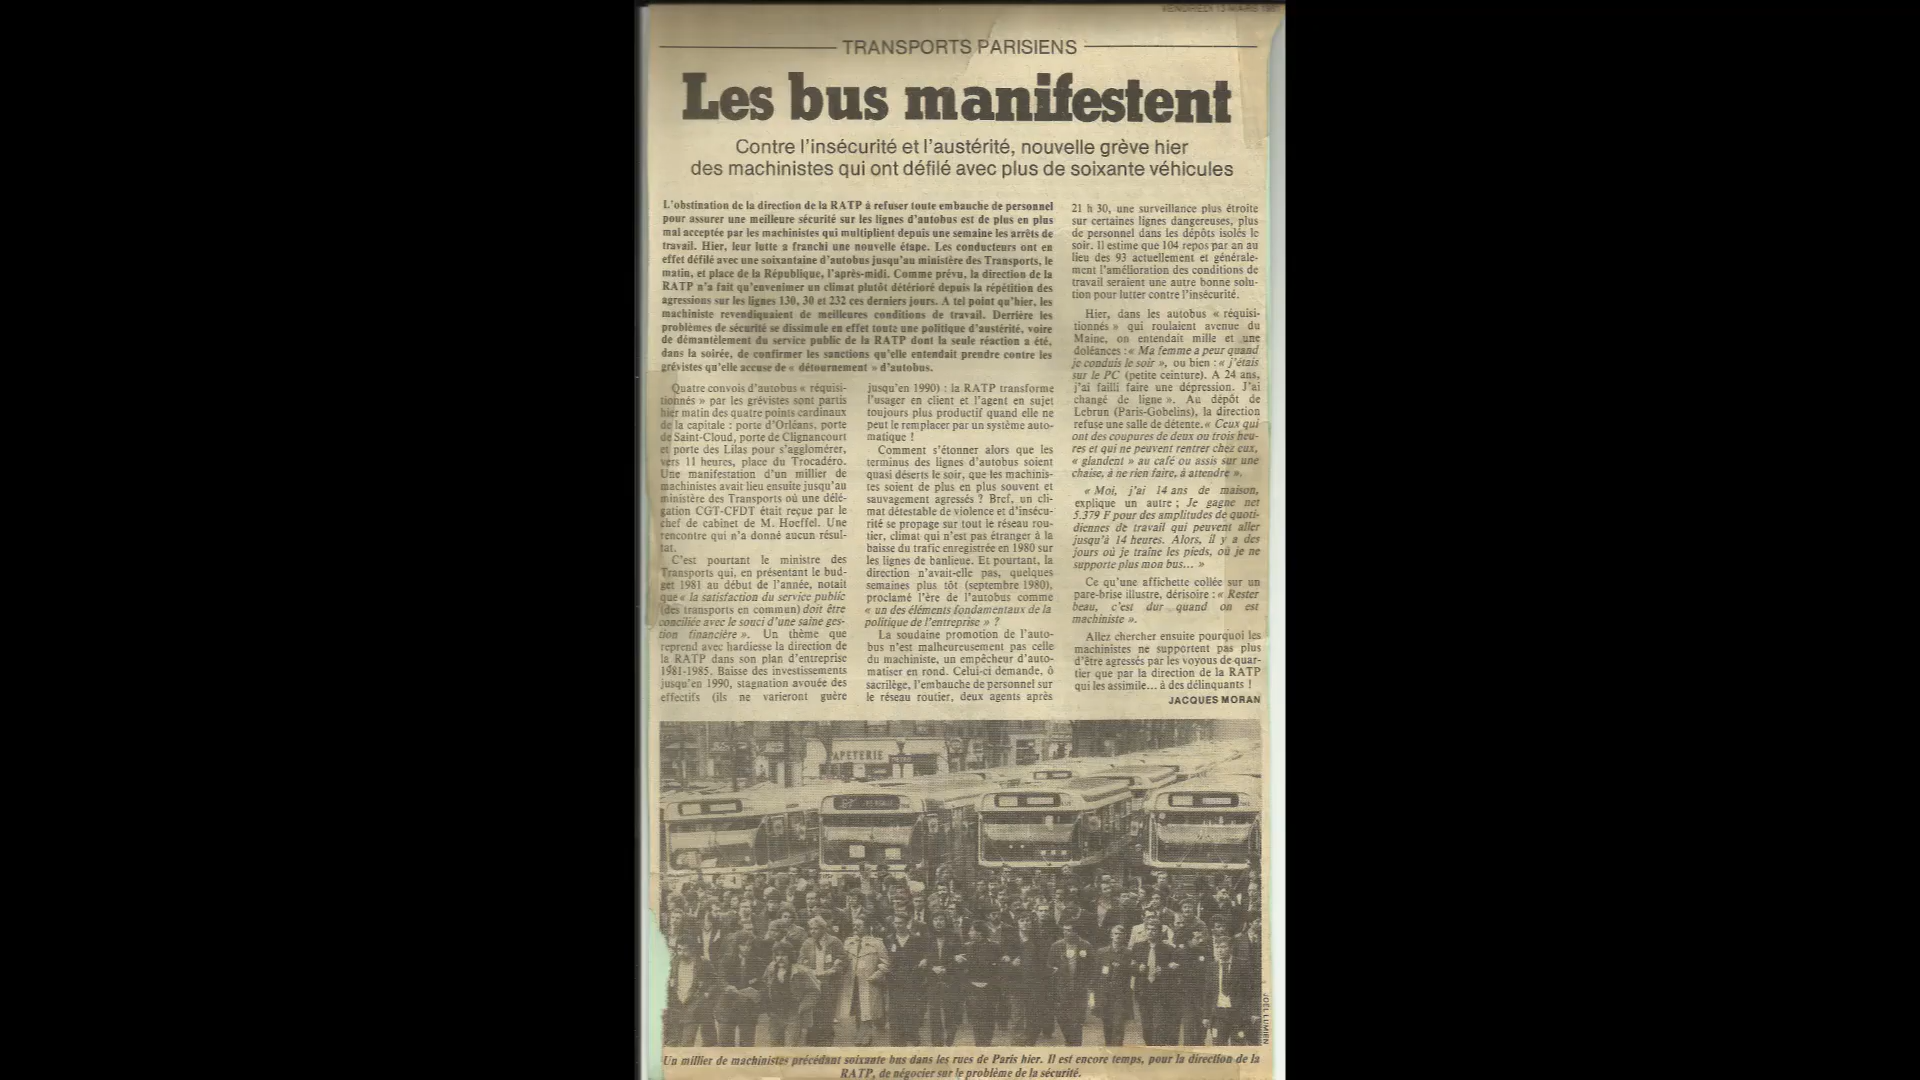 VENDREDI 13 MARS
TRANSPORTS PARISIENS
Les bus manifestent
Contre l'insécurité et l'austérité, nouvelle grève hier
des machinistes qui ont défilé avec plus de soixante véhicules
L'obstination de la direction de la RATP à refuser toute embauche de personnel
pour assurer une meilleure sécurité sur les lignes d'autobus est de plus en plus
mal acceptée par les machinistes qui multiplient depuis une semaine les arrêts de
travail. Hier, leur lutte a franchi une nouvelle étape. Les conducteurs ont en
effet défilé avec une soixantaine d'autobus jusqu'au ministère des Transports, le
matin, et place de la République, l'après-midi. Comme prévu, la direction de la
RATP n'a fait qu'envenimer un climat plutôt détérioré depuis la répétition des
agressions sur les lignes 130, 30 et 232 ces derniers jours. A tel point qu'hier, les
machiniste revendiquaient de meilleures conditions de travail. Derrière les
problèmes de sécurité se dissimule en effet toute une politique d'austérité, voire
de démantèlement du service public de la RATP dont la seule réaction a été,
dans la soirée, de confirmer les sanctions qu'elle entendait prendre contre les
grévistes qu'elle accuse de « détournement » d'autobus.
Quatre convois d'autobus « réquisi-
tionnés » par les grévistes sont partis
hier matin des quatre points cardinaux
de la capitale : porte d'Orléans, porte
de Saint-Cloud, porte de Clignancourt
et porte des Lilas pour s'agglomérer,
vers 11 heures, place du Trocadéro.
Une manifestation d'un millier de
machinistes avait lieu ensuite jusqu'au
ministère des Transports où une délé-
gation CGT-CFDT était reçue par le
chef de cabinet de M. Hoeffel. Une
rencontre qui n'a donné aucun résul-
tat.
C'est pourtant le ministre des
Transports qui, en présentant le bud-
get 1981 au début de l'année, notait
que « la satisfaction du service public
(des transports en commun) doit être
conciliée avec le souci d'une saine ges-
tion financière ». Un thème que
reprend avec hardiesse la direction de
la RATP dans son plan d'entreprise
1981-1985. Baisse des investissements
jusqu'en 1990, stagnation avouée des
effectifs (ils ne varieront guère
jusqu'en 1990) : la RATP transforme
l'usager en client et l'agent en sujet
toujours plus productif quand elle ne
peut le remplacer par un système auto-
matique !
Comment s'étonner alors que les
terminus des lignes d'autobus soient
quasi déserts le soir, que les machinis-
tes soient de plus en plus souvent et
sauvagement agressés ? Bref, un cli-
mat détestable de violence et d'insécu-
rité se propage sur tout le réseau rou-
tier, climat qui n'est pas étranger à la
baisse du trafic enregistrée en 1980 sur
les lignes de banlieue. Et pourtant, la
direction n'avait-elle pas, quelques
semaines plus tôt (septembre 1980),
proclamé l'ère de l'autobus comme
« un des éléments fondamentaux de la
politique de l'entreprise » ?
La soudaine promotion de l'auto-
bus n'est malheureusement pas celle
du machiniste, un empêcheur d'auto-
matiser en rond. Celui-ci demande, ô
sacrilège, l'embauche de personnel sur
le réseau routier, deux agents après
21 h 30, une surveillance plus étroite
sur certaines lignes dangereuses, plus
de personnel dans les dépôts isolés le
soir. Il estime que 104 repos par an au
lieu des 93 actuellement et générale-
ment l'amélioration des conditions de
travail seraient une autre bonne solu-
tion pour lutter contre l'insécurité.
Hier, dans les autobus « réquisi-
tionnés » qui roulaient avenue du
Maine, on entendait mille et une
doléances : « Ma femme a peur quand
je conduis le soir », ou bien : « j'étais
sur le PC (petite ceinture). A 24 ans,
j'ai failli faire une dépression. J'ai
changé de ligne ». Au dépôt de
Lebrun (Paris-Gobelins), la direction
refuse une salle de détente. « Ceux qui
ont des coupures de deux ou trois heu-
res et qui ne peuvent rentrer chez eux,
« glandent » au café ou assis sur une
chaise, à ne rien faire, à attendre ».
« Moi, j'ai 14 ans de maison,
explique un autre ; Je gagne net
5.379 F pour des amplitudes de quoti-
diennes de travail qui peuvent aller
jusqu'à 14 heures. Alors, il y a des
jours où je traîne les pieds, où je ne
supporte plus mon bus... »
Ce qu'une affichette collée sur un
pare-brise illustre, dérisoire : « Rester
beau, c'est dur quand on est
machiniste ».
Allez chercher ensuite pourquoi les
machinistes ne supportent pas plus
d'être agressés par les voyous de quar-
tier que par la direction de la RATP
qui les assimile... à des délinquants !
JACQUES MORAN
APETERIE
JOËL LUMIEN
Un millier de machinistes précédant soixante bus dans les rues de Paris hier. Il est encore temps, pour la direction de la
RATP, de négocier sur le problème de la sécurité.